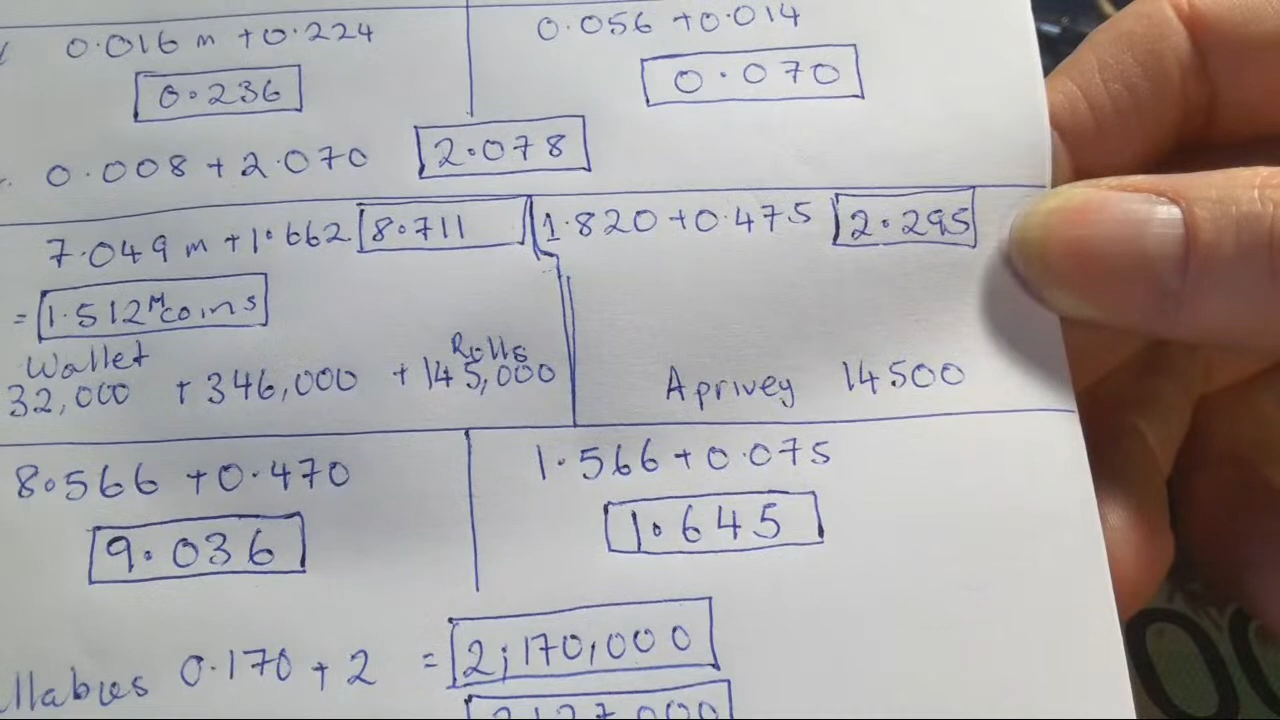 0.016 m + 0.224
0.236
0.056 + 0.014
0.070
0.008 + 2.070 2.078
7.049 m + 1.662 8.711
1.820 + 0.475 2.295
= 1.512 M coins
Wallet
Rolls
32,000 + 346,000 + 145,000
Aprivey 14500
8.566 + 0.470
9.036
1.566 + 0.075
1.645
0.170 + 2 = 2,170,000